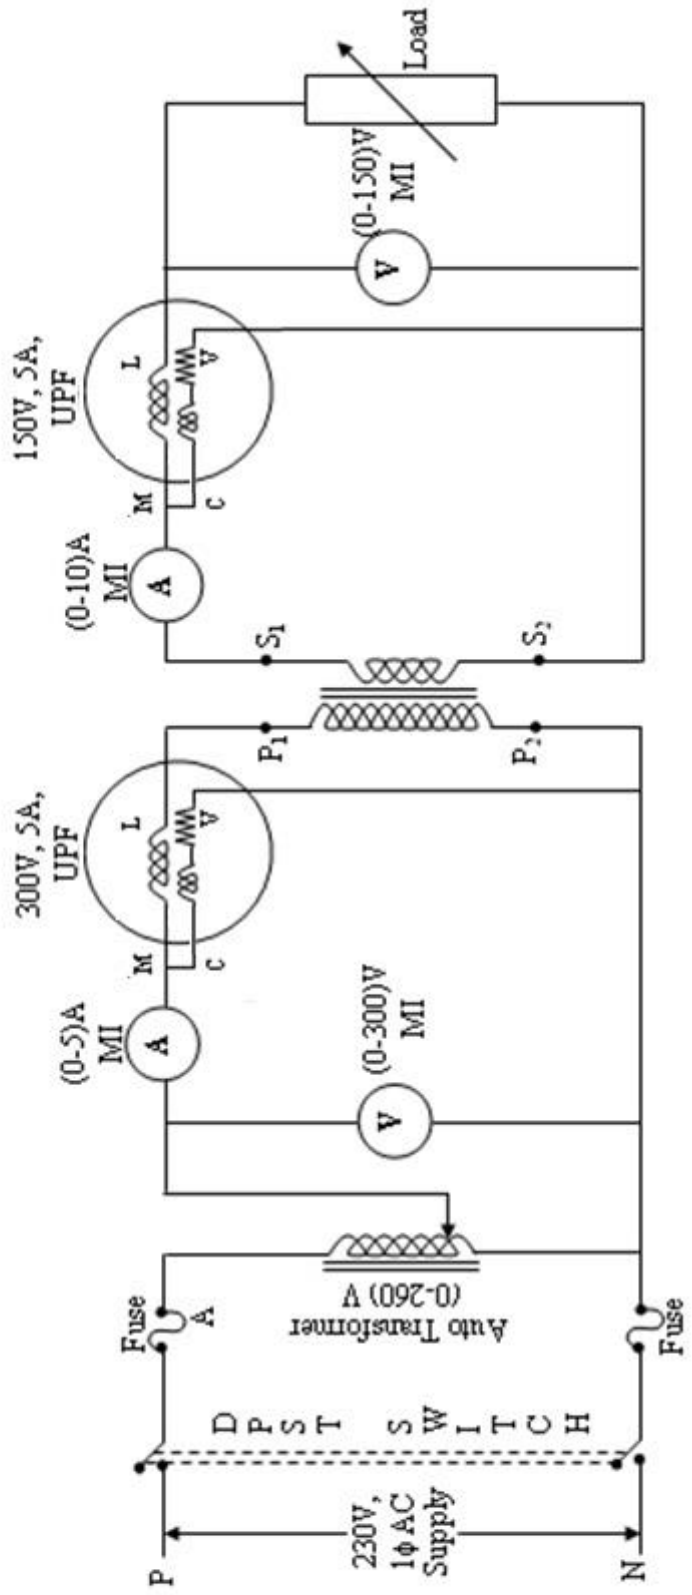 P
230V,
1ϕ AC
Supply
N
D
P
S
T
S
W
I
T
C
H
Fuse
A
Fuse
Auto Transformer
(0-260) V
V
(0-300)V
MI
(0-5)A
MI
A
300V, 5A,
UPF
M
L
C
V
P1
P2
S1
S2
(0-10)A
MI
A
150V, 5A,
UPF
M
L
C
V
V
(0-150)V
MI
Load